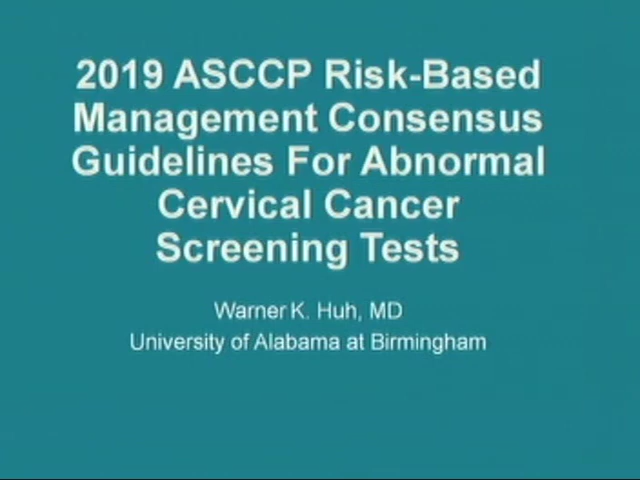 2019 ASCCP Risk-Based
Management Consensus
Guidelines For Abnormal
Cervical Cancer
Screening Tests
Warner K. Huh, MD
University of Alabama at Birmingham